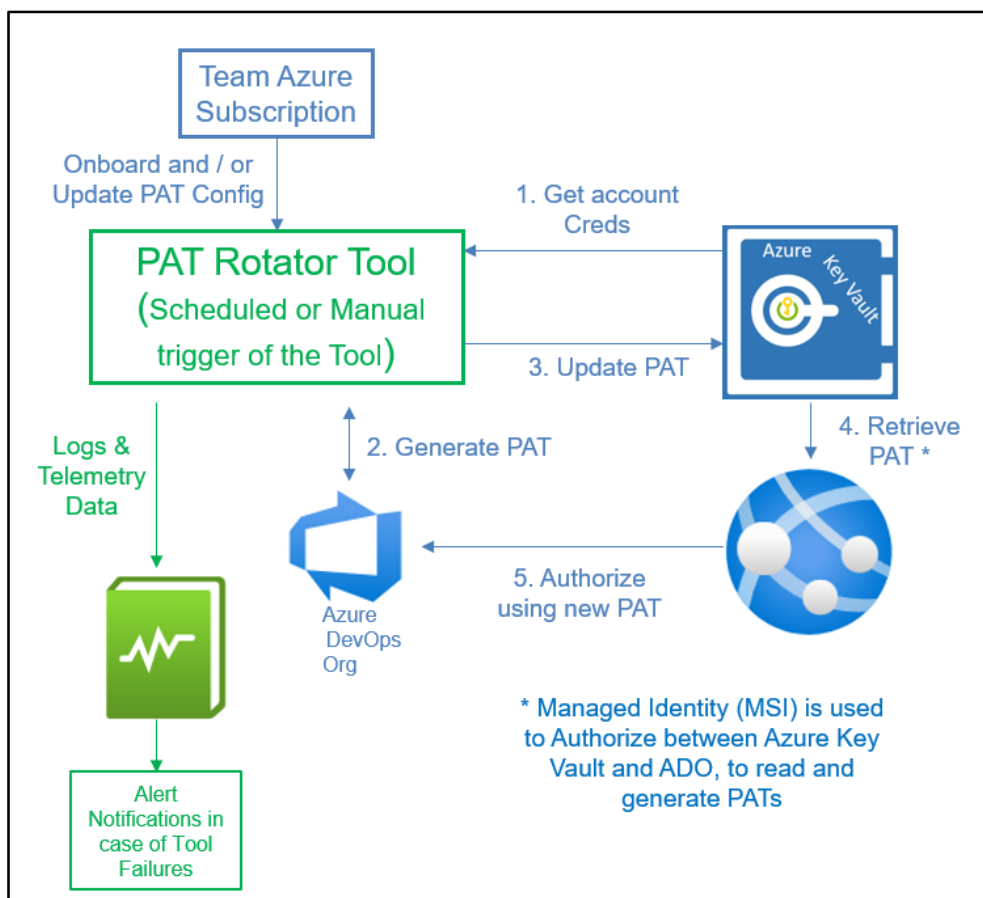 Team Azure
Subscription
Onboard and / or
Update PAT Config
1. Get account
Creds
PAT Rotator Tool
(Scheduled or Manual
trigger of the Tool)
Azure
Key Vault
3. Update PAT
4. Retrieve
PAT *
Logs &
Telemetry
Data
2. Generate PAT
5. Authorize
using new PAT
Azure
DevOps
Org
* Managed Identity (MSI) is used
to Authorize between Azure Key
Vault and ADO, to read and
generate PATs
Alert
Notifications in
case of Tool
Failures